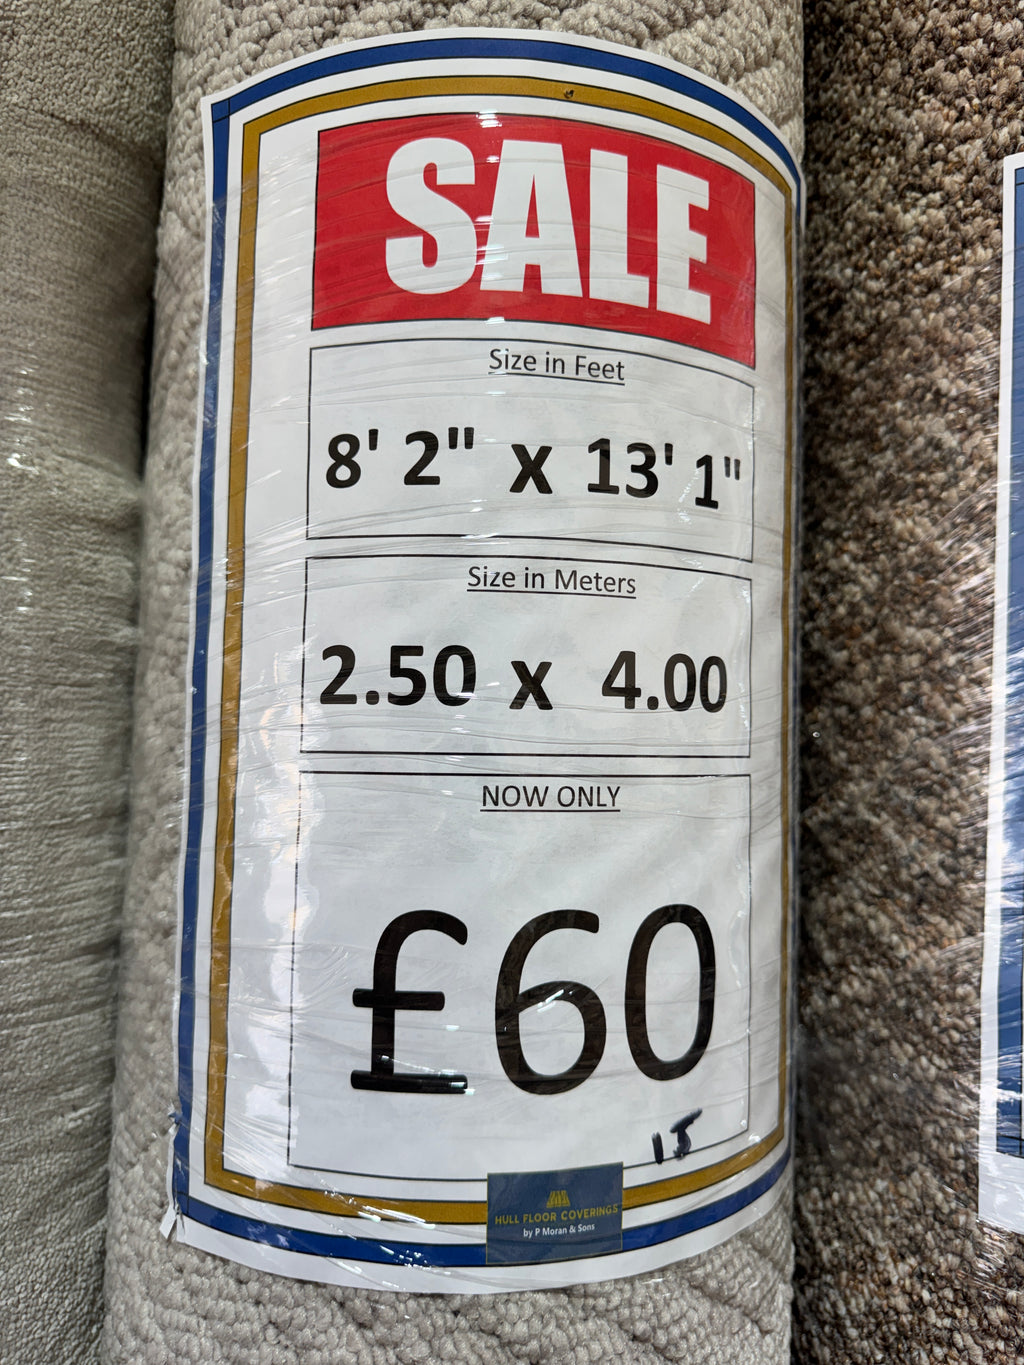 SALE
Size in Feet
8' 2" x 13' 1"
Size in Meters
2.50 x 4.00
NOW ONLY
£60
HULL FLOOR COVERINGS
by P Moran & Sons